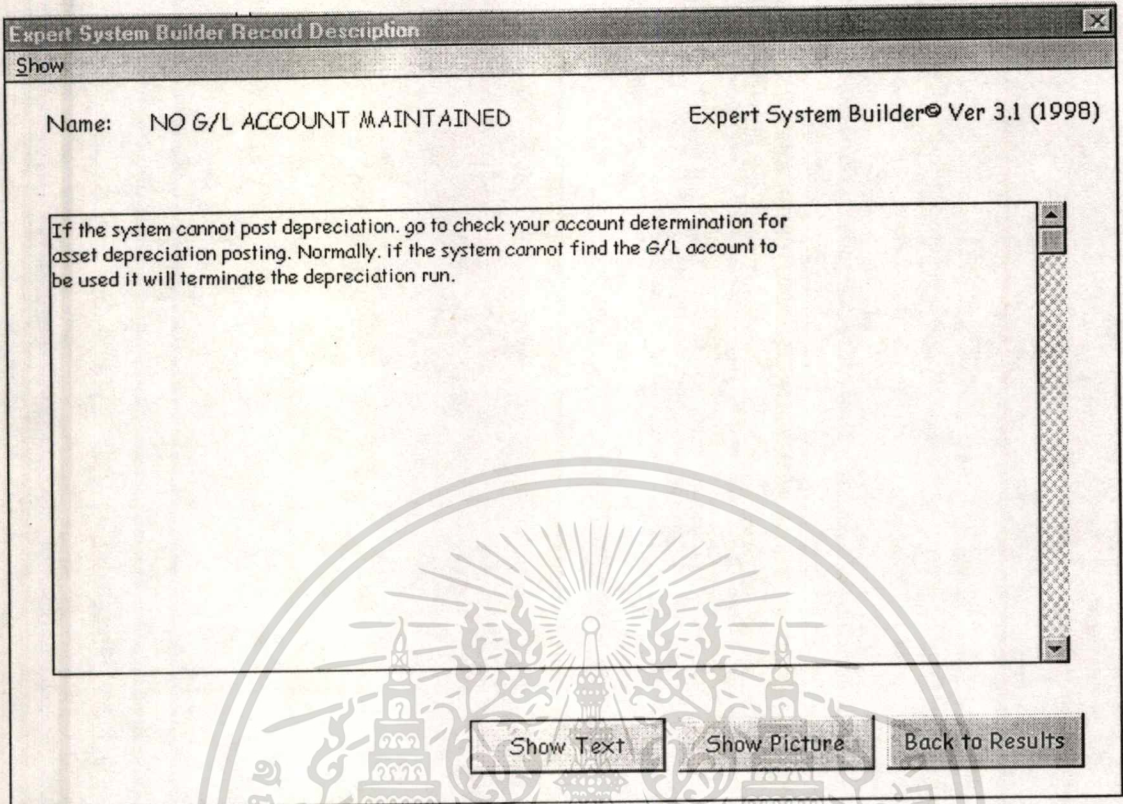 Expert System Builder Record Description
Show
Name: NO G/L ACCOUNT MAINTAINED
Expert System Builder© Ver 3.1 (1998)
If the system cannot post depreciation. go to check your account determination for
asset depreciation posting. Normally. if the system cannot find the G/L account to
be used it will terminate the depreciation run.
Show Text
Show Picture
Back to Results